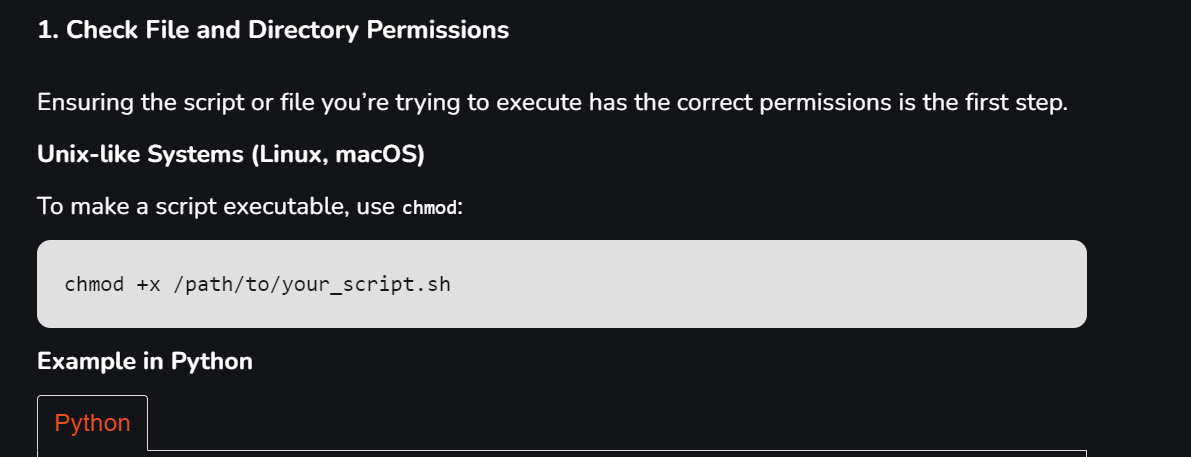 1. Check File and Directory Permissions
Ensuring the script or file you’re trying to execute has the correct permissions is the first step.
Unix-like Systems (Linux, macOS)
To make a script executable, use chmod:
chmod +x /path/to/your_script.sh
Example in Python
Python